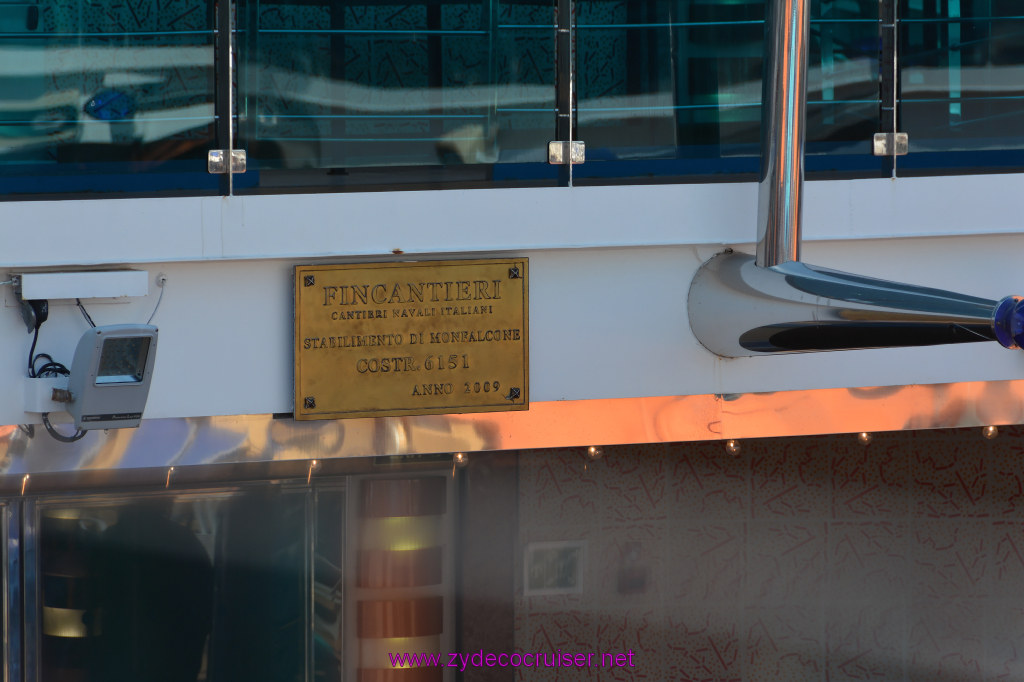 FINCANTIERI
CANTIERI NAVALI ITALIANI
STABILIMENTO DI MONFALCONE
COSTR. 6151
ANNO 2009
www.zydecocruiser.net